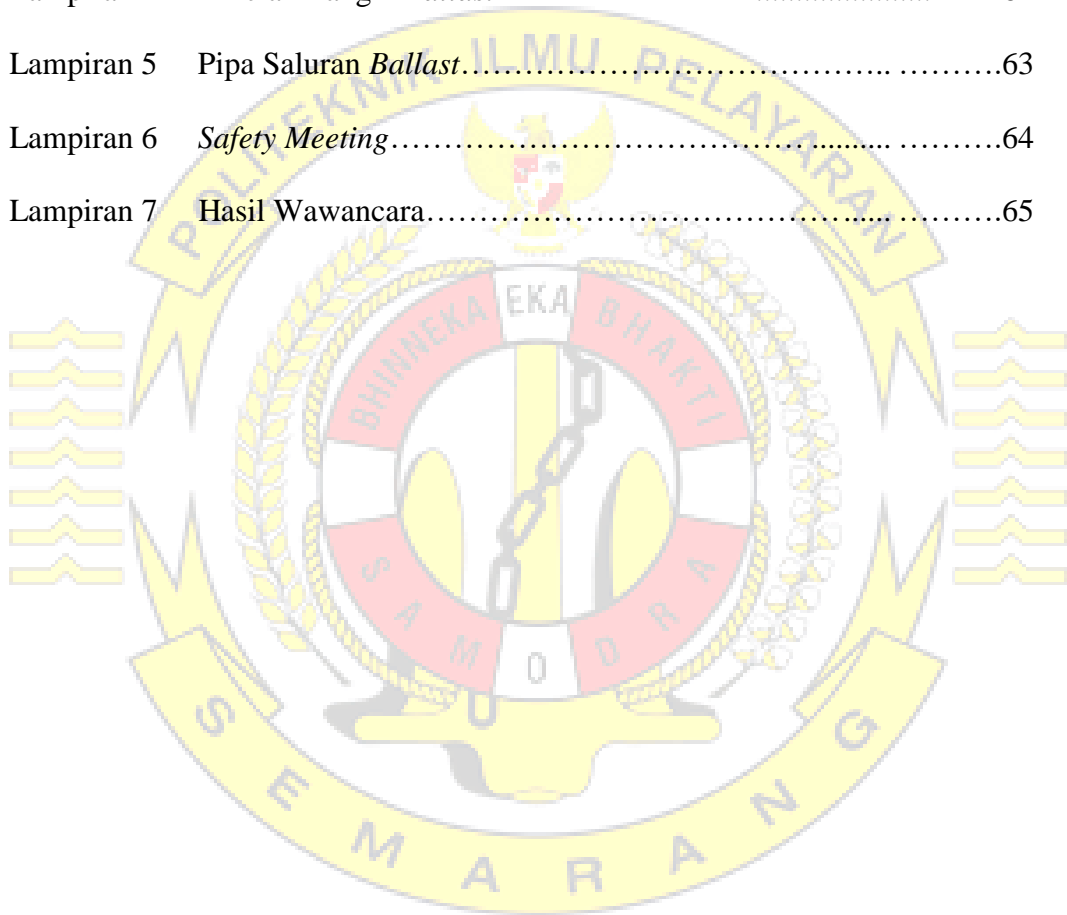 Lampiran 5 Pipa Saluran Ballast…………………………………….. ……….63
Lampiran 6 Safety Meeting………………………………….......... ……….64
Lampiran 7 Hasil Wawancara…………………………………...... ……….65
POLITEKNIK ILMU PELAYARAN
BHINNEKA EKA BHAKTI
SAMODRA
SEMARANG